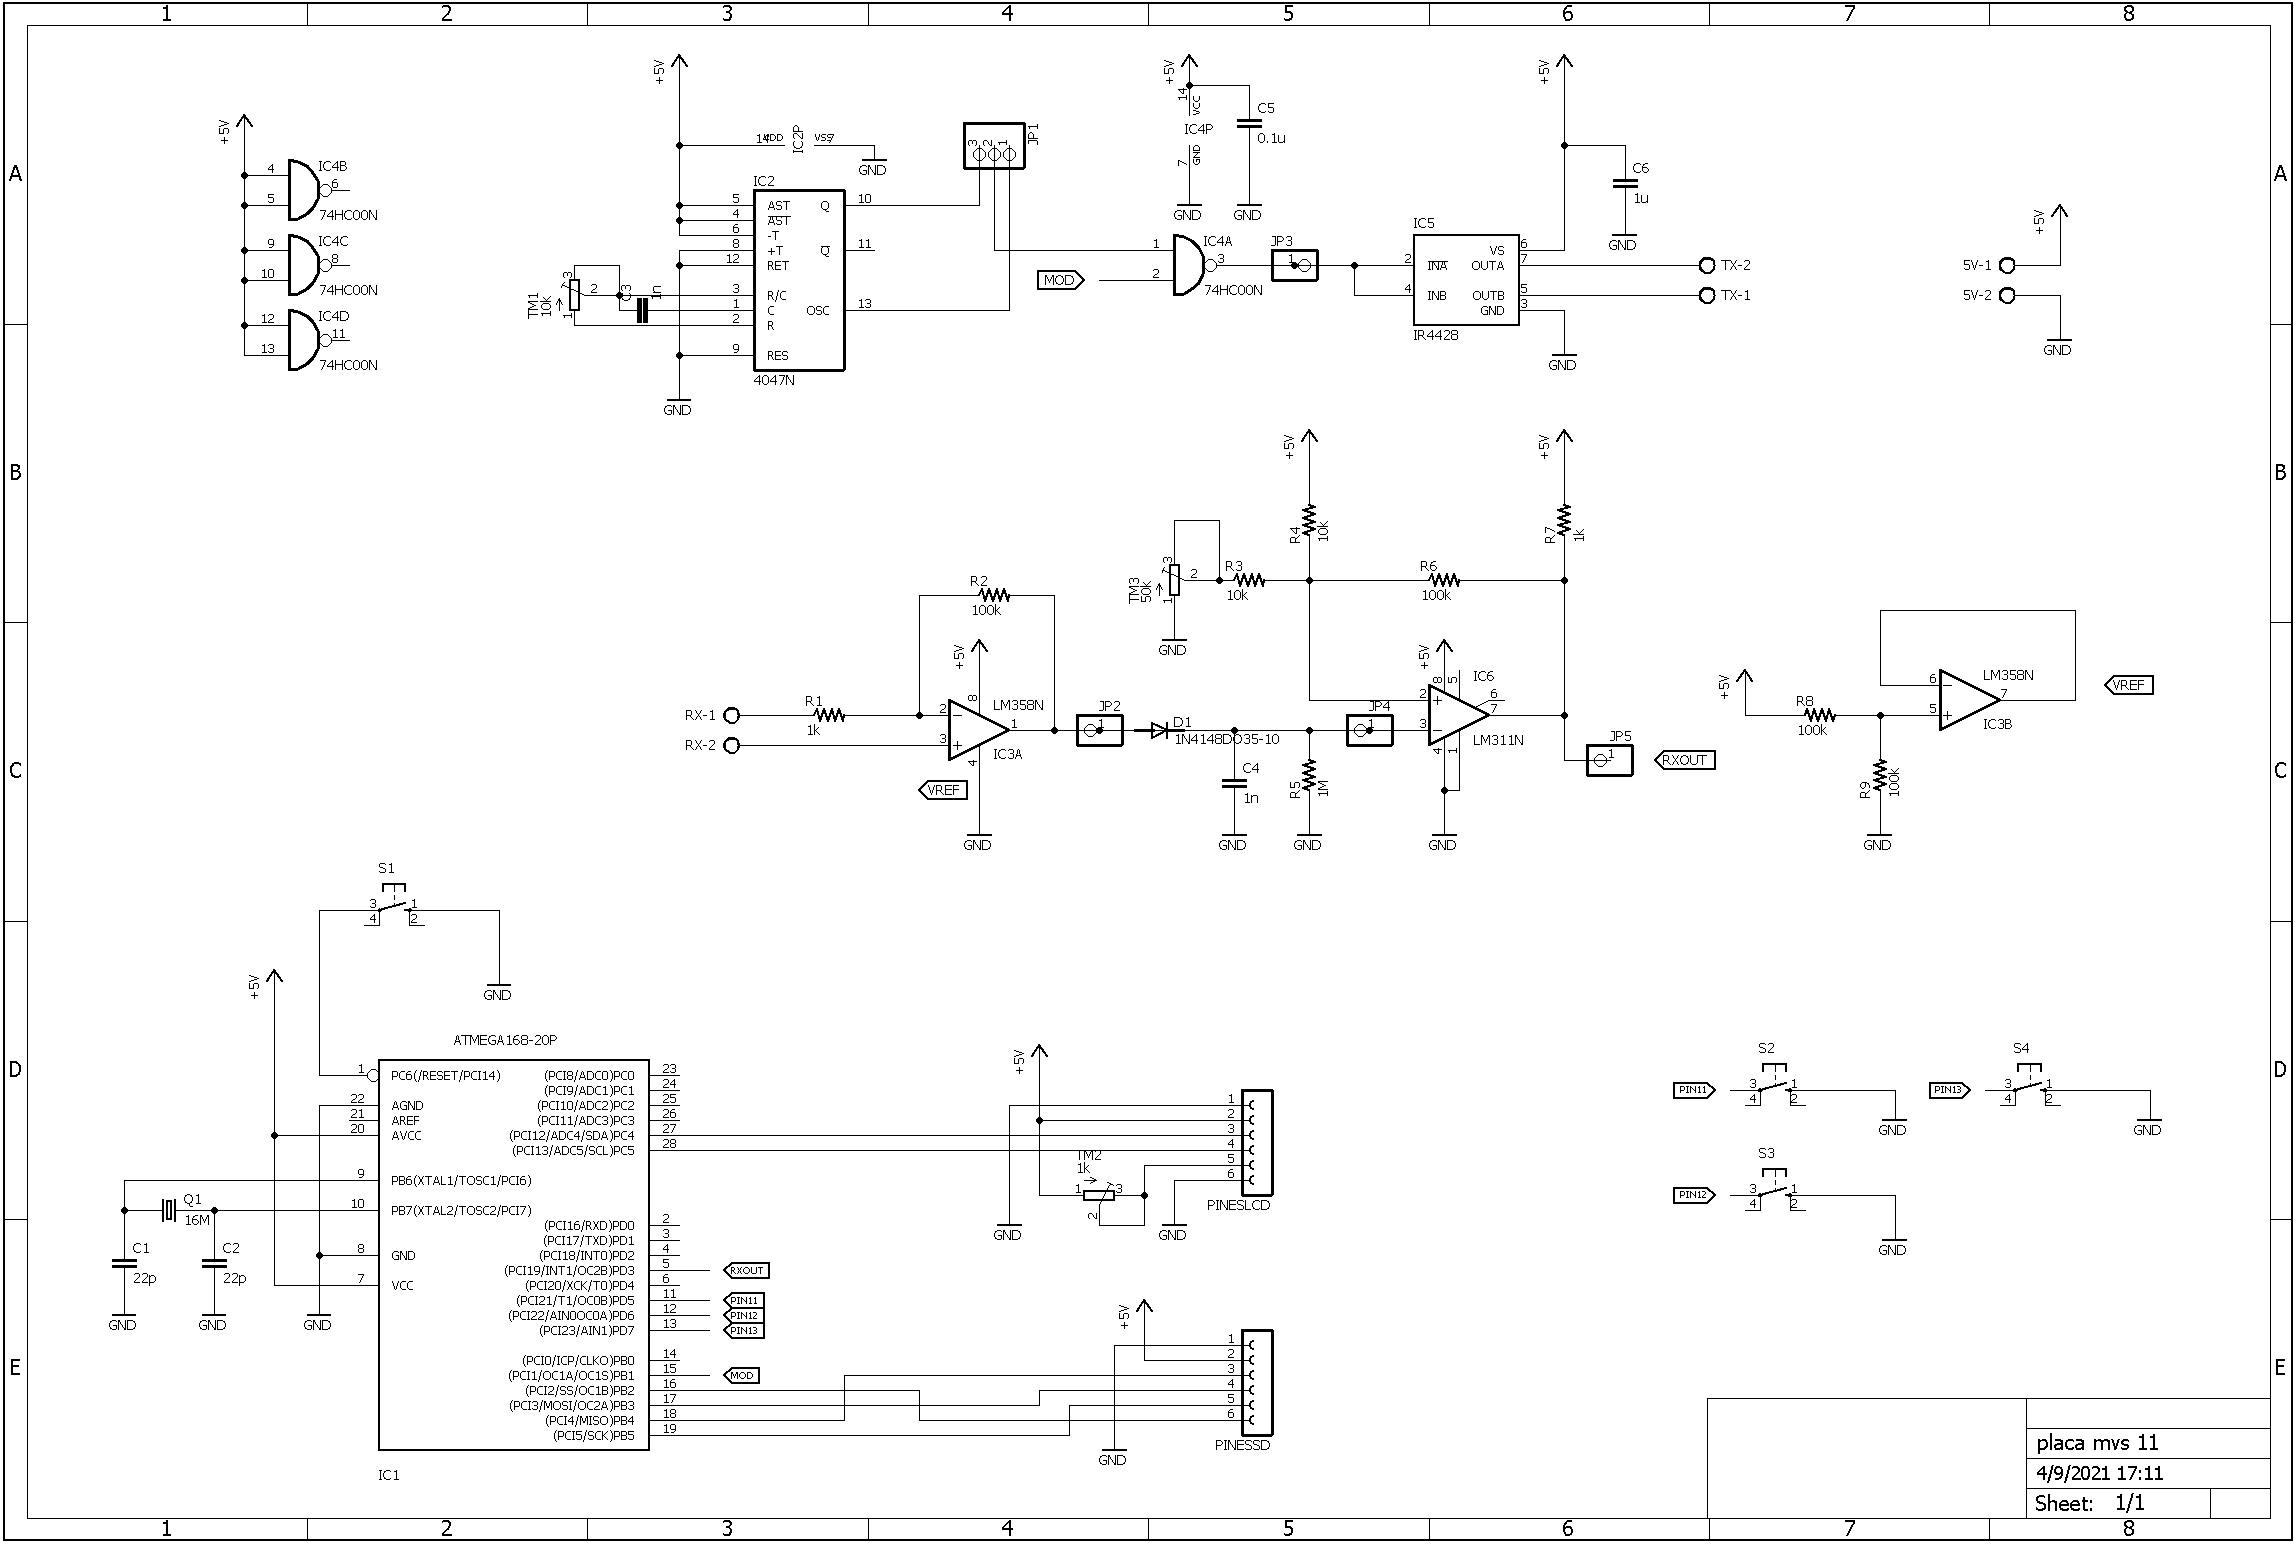 1 2 3 4 5 6 7 8
A
B
C
D
E
+5V
4
5
6
IC4B
74HC00N
9
10
8
IC4C
74HC00N
12
13
11
IC4D
74HC00N
+5V
14 VDD IC2P VSS 7
GND
IC2
5 AST Q 10
4 AST
6 -T
8 +T Q 11
12 RET
3 R/C
1 C OSC 13
2 R
9 RES
4047N
GND
TM1
10k
3
2
1
C3
1n
JP1
3 2 1
+5V
14 VCC
IC4P
7 GND
GND
C5
0.1u
GND
MOD
1
2
3
IC4A
74HC00N
JP3
1
+5V
C6
1u
GND
IC5
VS 6
2 INA OUTA 7
4 INB OUTB 5
GND 3
IR4428
GND
TX-2
TX-1
+5V
5V-1
5V-2
GND
+5V
R4
10k
+5V
R7
1k
TM3
50k
3
2
1
GND
R3
10k
R6
100k
R2
100k
RX-1
RX-2
R1
1k
+5V
8
2
3
1
4
LM358N
IC3A
VREF
GND
JP2
1
D1
1N4148DO35-10
C4
1n
GND
R5
1M
GND
JP4
1
+5V
8 5
2
3
6
7
4 1
IC6
LM311N
GND
JP5
1
RXOUT
+5V
R8
100k
R9
100k
GND
6
5
7
LM358N
IC3B
VREF
S1
3 1
4 2
GND
+5V
ATMEGA168-20P
1 PC6(/RESET/PCI14)
22 AGND
21 AREF
20 AVCC
9 PB6(XTAL1/TOSC1/PCI6)
10 PB7(XTAL2/TOSC2/PCI7)
8 GND
7 VCC
(PCI8/ADC0)PC0 23
(PCI9/ADC1)PC1 24
(PCI10/ADC2)PC2 25
(PCI11/ADC3)PC3 26
(PCI12/ADC4/SDA)PC4 27
(PCI13/ADC5/SCL)PC5 28
(PCI16/RXD)PD0 2
(PCI17/TXD)PD1 3
(PCI18/INT0)PD2 4
(PCI19/INT1/OC2B)PD3 5 RXOUT
(PCI20/XCK/T0)PD4 6
(PCI21/T1/OC0B)PD5 11 PIN11
(PCI22/AIN0OC0A)PD6 12 PIN12
(PCI23/AIN1)PD7 13 PIN13
(PCI0/ICP/CLKO)PB0 14
(PCI1/OC1A/OC1S)PB1 15 MOD
(PCI2/SS/OC1B)PB2 16
(PCI3/MOSI/OC2A)PB3 17
(PCI4/MISO)PB4 18
(PCI5/SCK)PB5 19
IC1
Q1
16M
C1
22p
C2
22p
GND GND GND
+5V
1
2
3
4
5
6
TM2
1k
1 3
2
PINESLCD
GND GND
+5V
1
2
3
4
5
6
PINESSD
GND
S2
PIN11 3 1
4 2
GND
S4
PIN13 3 1
4 2
GND
S3
PIN12 3 1
4 2
GND
placa mvs 11
4/9/2021 17:11
Sheet: 1/1
A
B
C
D
E
1 2 3 4 5 6 7 8